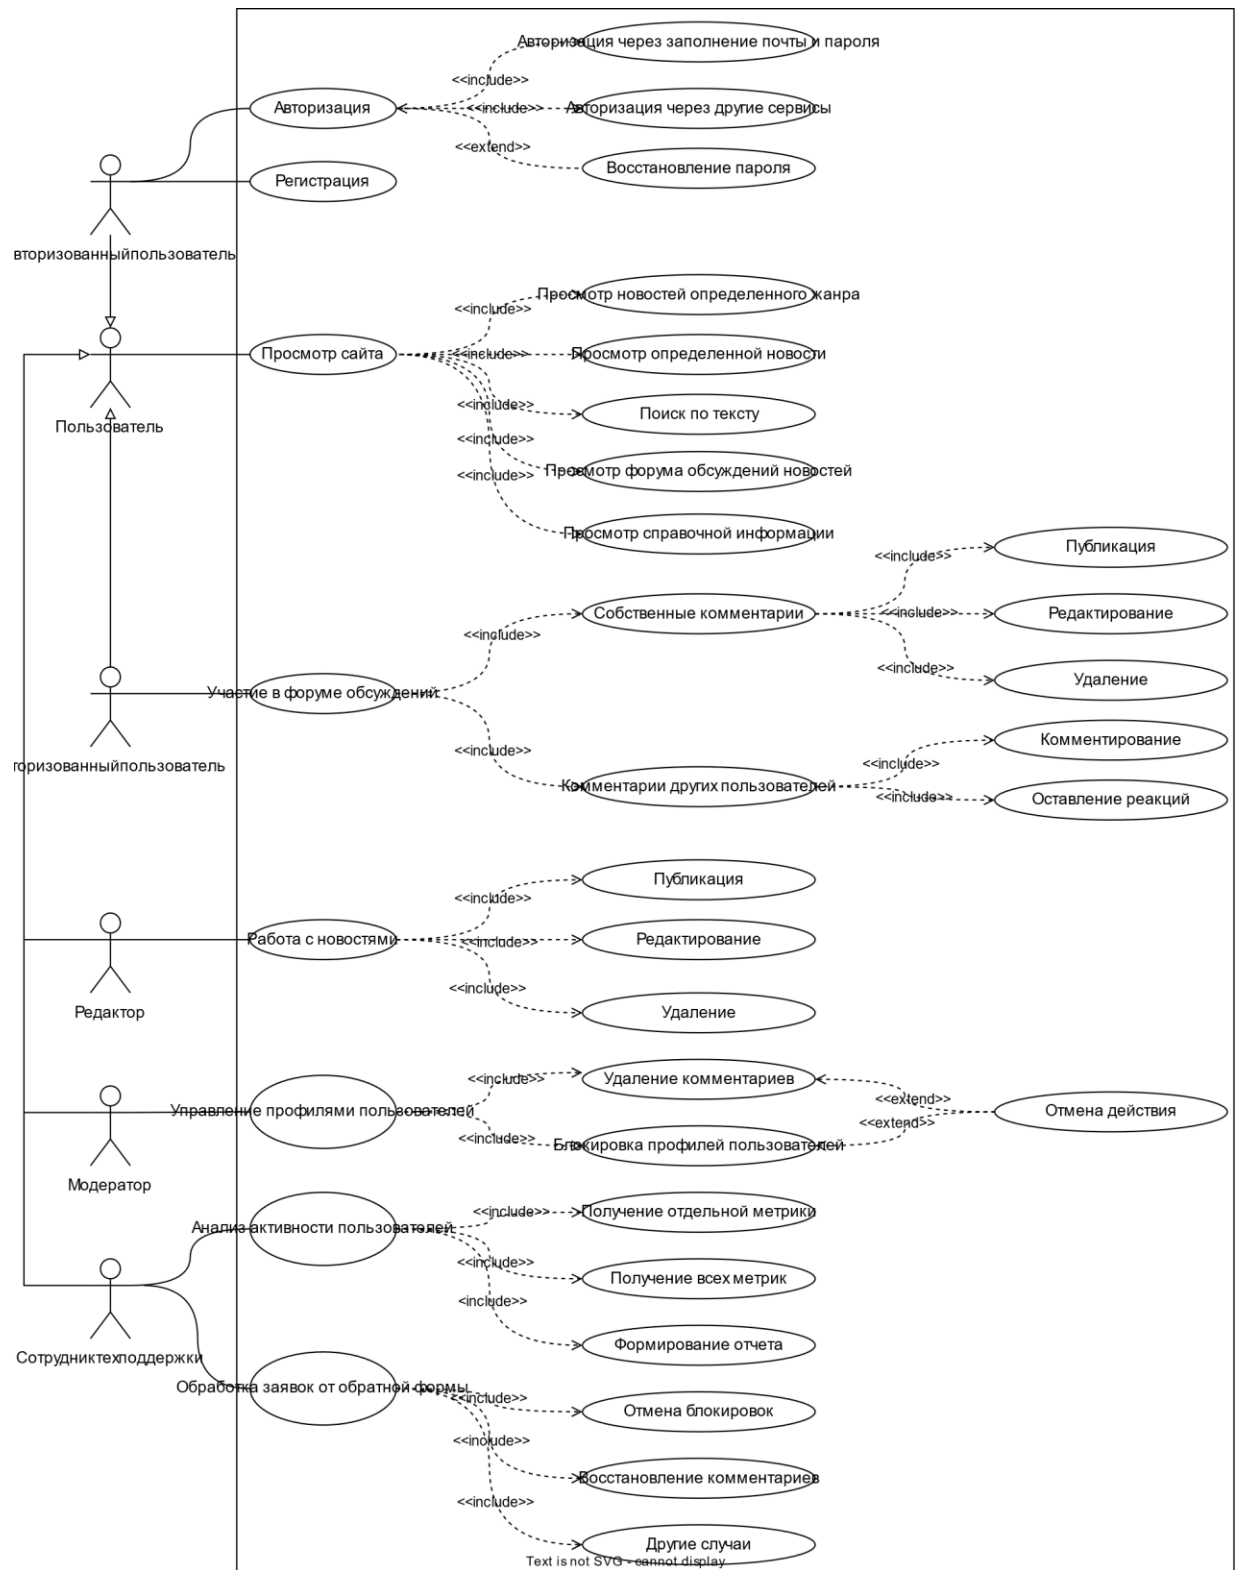 Авторизация через заполнение почты и пароля
<<include>>
Авторизация
<<include>>
Авторизация через другие сервисы
<<extend>>
Восстановление пароля
Регистрация
вторизованныйпользователь
Просмотр новостей определенного жанра
<<include>>
Просмотр сайта
<<include>>
Просмотр определенной новости
<<include>>
Поиск по тексту
Пользователь
<<include>>
Просмотр форума обсуждений новостей
<<include>>
Просмотр справочной информации
Публикация
<<include>>
Собственные комментарии
<<include>>
Редактирование
<<include>>
<<include>>
Удаление
Участие в форуме обсуждений
Комментирование
<<include>>
<<include>>
торизованныйпользователь
Комментарии других пользователей
<<include>>
Оставление реакций
Публикация
<<include>>
Работа с новостями
<<include>>
Редактирование
<<include>>
Редактор
Удаление
<<include>>
Удаление комментариев
<<extend>>
Управление профилями пользователей
Отмена действия
<<extend>>
<<include>>
Блокировка профилей пользователей
Модератор
<<include>>
Получение отдельной метрики
Анализ активности пользователей
<<include>>
Получение всех метрик
<include>>
Формирование отчета
Сотрудниктехподдержки
Обработка заявок от обратной формы
<<include>>
Отмена блокировок
<<include>>
Восстановление комментариев
<<include>>
Другие случаи
Text is not SVG - cannot display